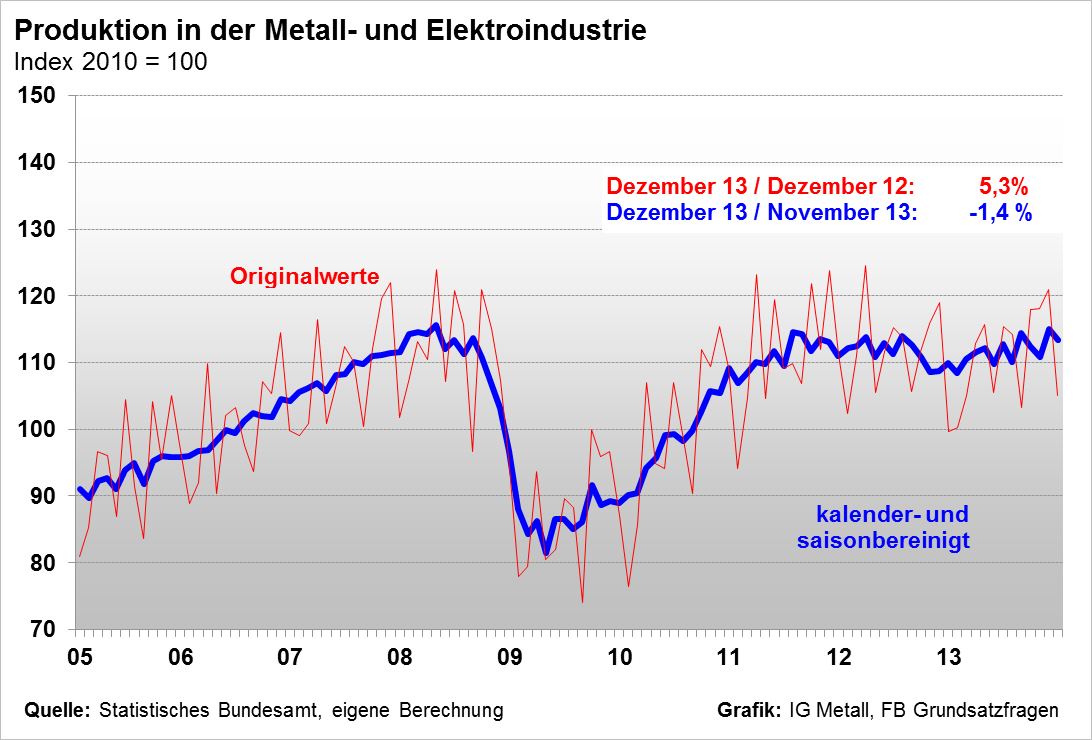 Produktion in der Metall- und Elektroindustrie
Index 2010 = 100
150
140
130
120
110
100
90
80
70
Dezember 13 / Dezember 12: 5,3%
Dezember 13 / November 13: -1,4 %
Originalwerte
kalender- und
saisonbereinigt
05 06 07 08 09 10 11 12 13
Quelle: Statistisches Bundesamt, eigene Berechnung
Grafik: IG Metall, FB Grundsatzfragen